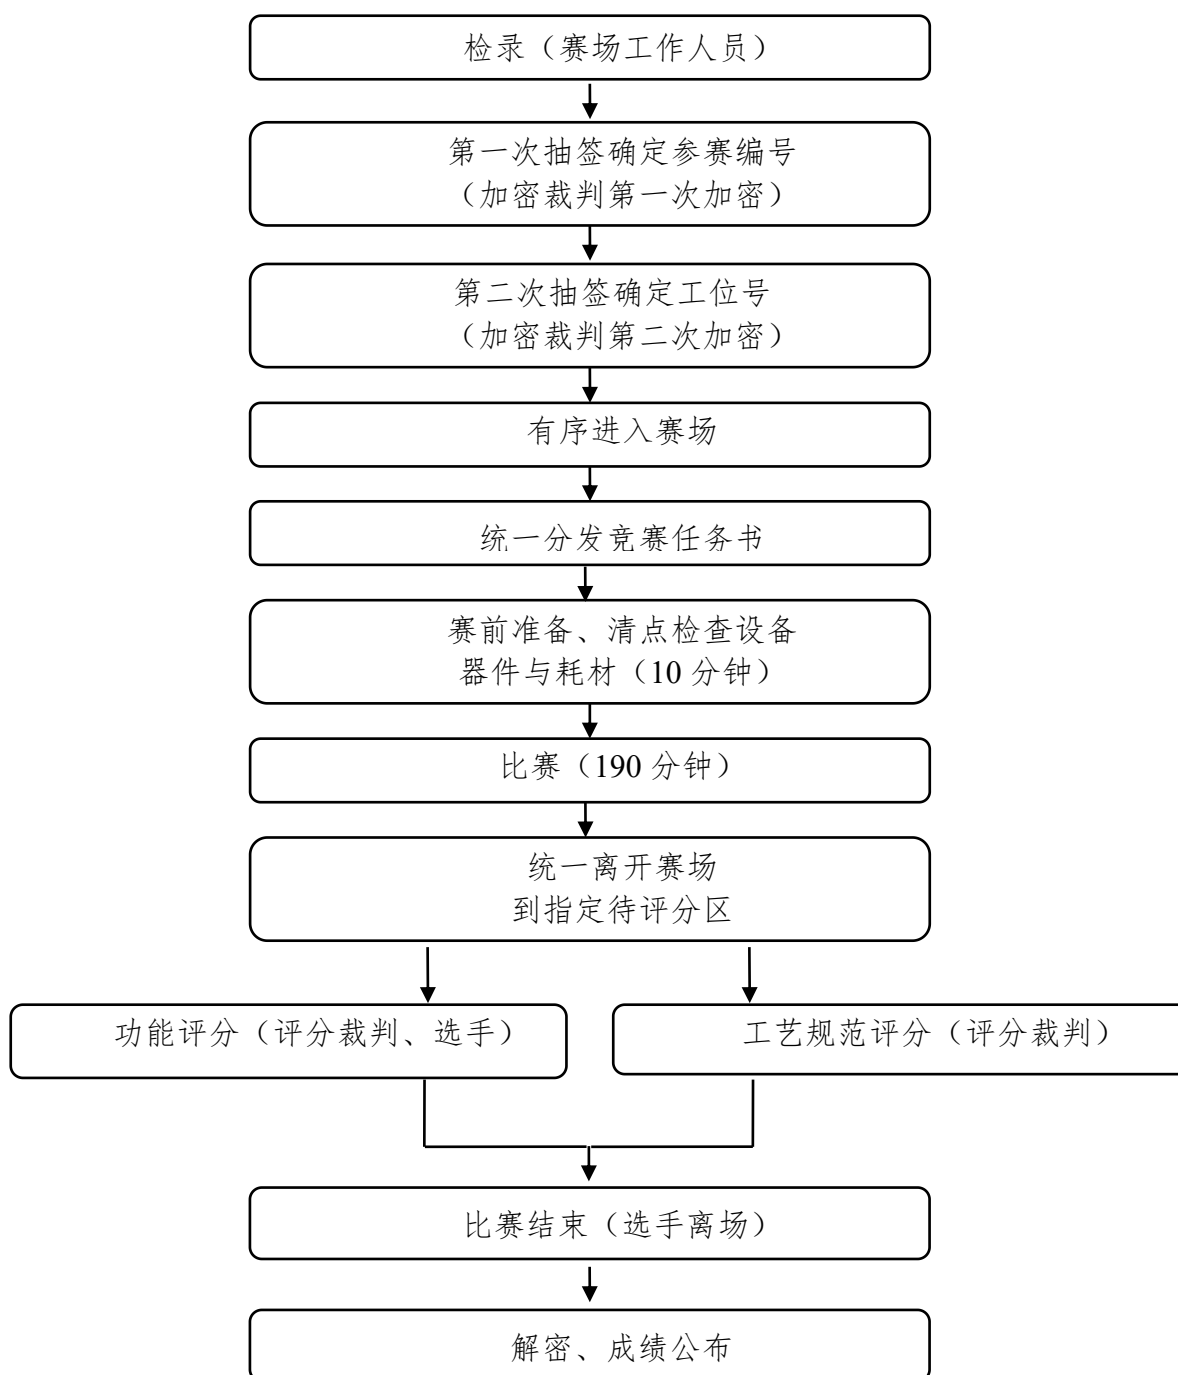 检录（赛场工作人员）
第一次抽签确定参赛编号
（加密裁判第一次加密）
第二次抽签确定工位号
（加密裁判第二次加密）
有序进入赛场
统一分发竞赛任务书
赛前准备、清点检查设备
器件与耗材（10 分钟）
比赛（190 分钟）
统一离开赛场
到指定待评分区
功能评分（评分裁判、选手）
工艺规范评分（评分裁判）
比赛结束（选手离场）
解密、成绩公布